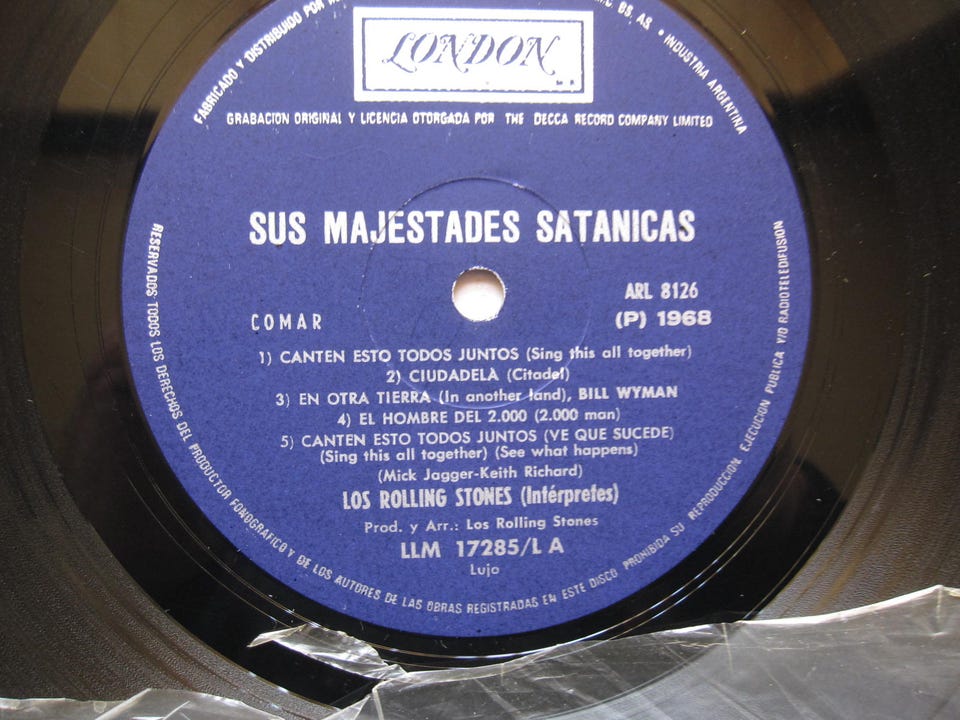 FABRICADO Y DISTRIBUIDO POR
BS. AS. • INDUSTRIA ARGENTINA
LONDON
GRABACION ORIGINAL Y LICENCIA OTORGADA POR THE DECCA RECORD COMPANY LIMITED
SUS MAJESTADES SATANICAS
ARL 8126
COMAR
(P) 1968
1) CANTEN ESTO TODOS JUNTOS (Sing this all together)
2) CIUDADELA (Citadel)
3) EN OTRA TIERRA (In another land), BILL WYMAN
4) EL HOMBRE DEL 2.000 (2.000 man)
5) CANTEN ESTO TODOS JUNTOS (VE QUE SUCEDE)
(Sing this all together) (See what happens)
(Mick Jagger-Keith Richard)
LOS ROLLING STONES (Intérpretes)
Prod. y Arr.: Los Rolling Stones
LLM 17285/L A
Lujo
RESERVADOS TODOS LOS DERECHOS DEL PRODUCTOR FONOGRAFICO Y DE LOS AUTORES DE LAS OBRAS REGISTRADAS EN ESTE DISCO PROHIBIDA SU REPRODUCCION, EJECUCION PUBLICA Y/O RADIOTELEDIFUSION